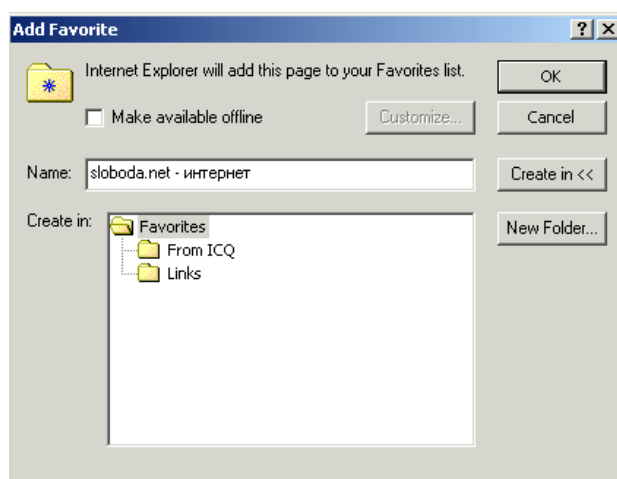 Add Favorite
Internet Explorer will add this page to your Favorites list.
OK
Make available offline
Customize...
Cancel
Name:
sloboda.net - интернет
Create in <<
Create in:
Favorites
New Folder...
From ICQ
Links